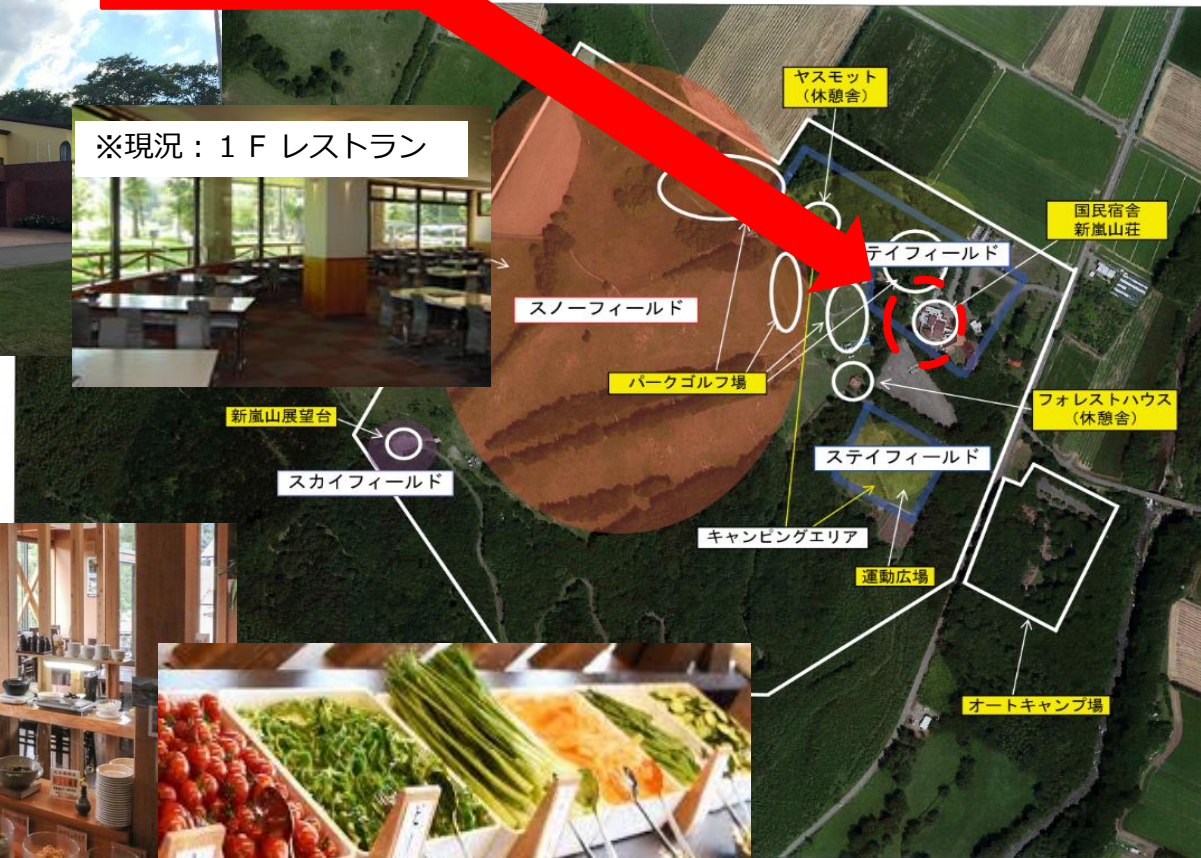 ※現況：１Ｆ レストラン
ヤスモット
（休憩舎）
国民宿舎
新嵐山荘
テイフィールド
スノーフィールド
パークゴルフ場
フォレストハウス
（休憩舎）
新嵐山展望台
スカイフィールド
ステイフィールド
キャンピングエリア
運動広場
オートキャンプ場